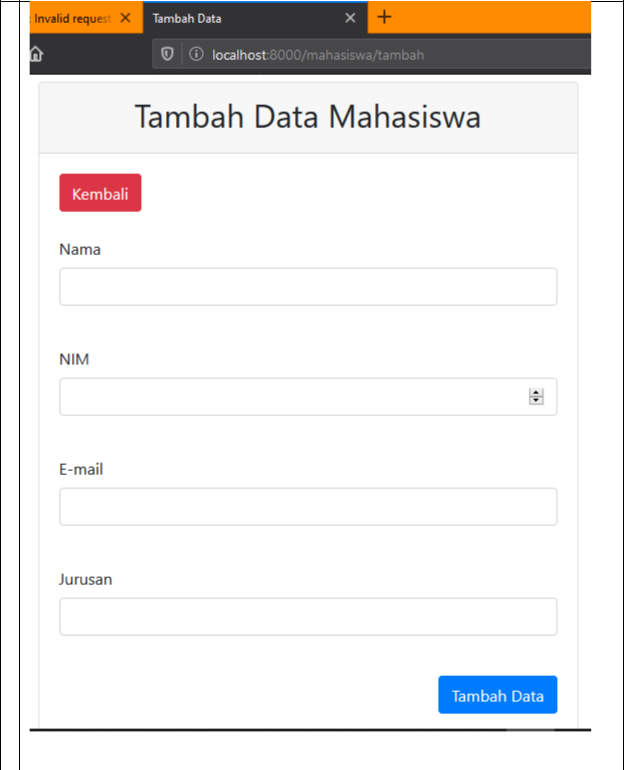 : Invalid request
Tambah Data
localhost:8000/mahasiswa/tambah
Tambah Data Mahasiswa
Kembali
Nama
NIM
E-mail
Jurusan
Tambah Data